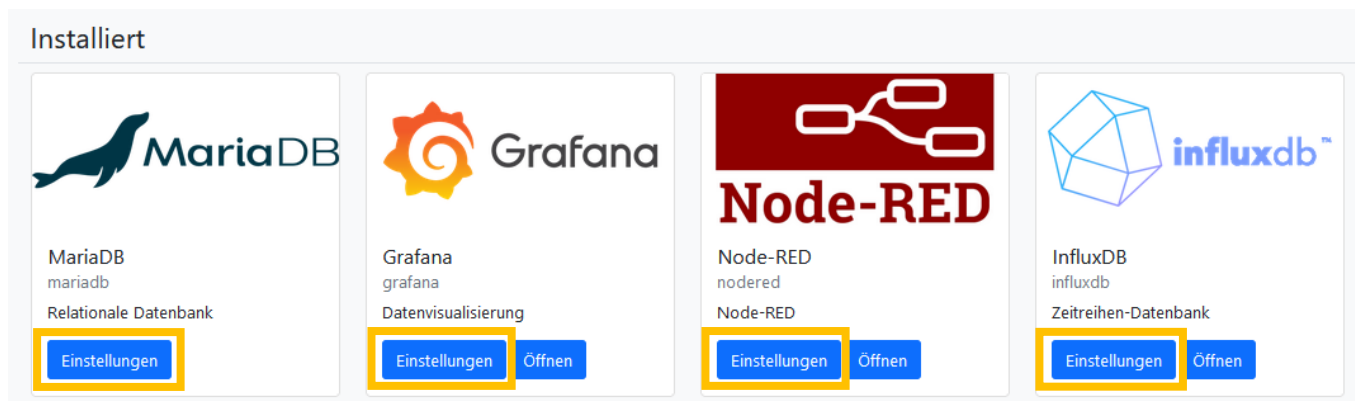 Installiert
MariaDB
Grafana
Node-RED
influxdb™
MariaDB
mariadb
Relationale Datenbank
Einstellungen
Grafana
grafana
Datenvisualisierung
Einstellungen Öffnen
Node-RED
nodered
Node-RED
Einstellungen Öffnen
InfluxDB
influxdb
Zeitreihen-Datenbank
Einstellungen Öffnen